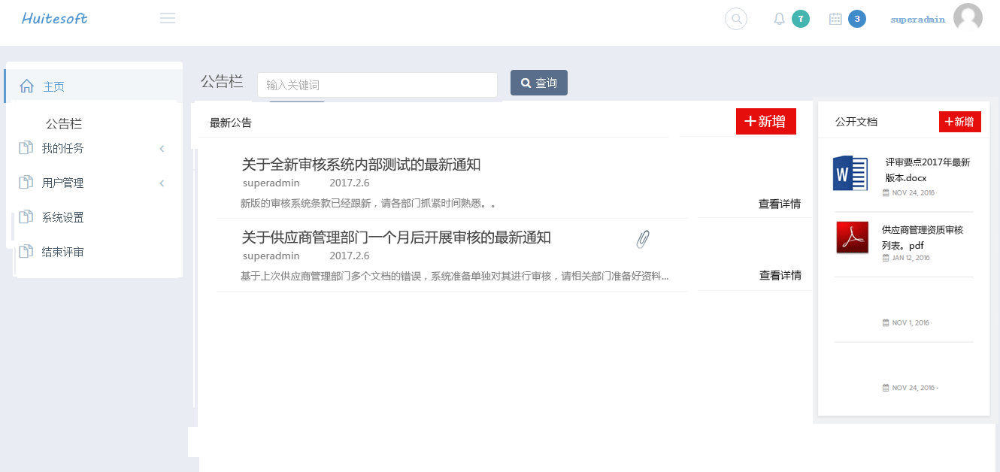 Huitesoft
7
3
superadmin
主页
公告栏
我的任务
用户管理
系统设置
结束评审
公告栏
输入关键词
查询
最新公告
+新增
关于全新审核系统内部测试的最新通知
superadmin 2017.2.6
新版的审核系统条款已经跟新，请各部门抓紧时间熟悉。。
查看详情
关于供应商管理部门一个月后开展审核的最新通知
superadmin 2017.2.6
基于上次供应商管理部门多个文档的错误，系统准备单独对其进行审核，请相关部门准备好资料...
查看详情
公开文档
+新增
W
评审要点2017年最新
版本.docx
NOV 24, 2016
供应商管理资质审核
列表。pdf
JAN 12, 2016
NOV 1, 2016
NOV 24, 2016 -